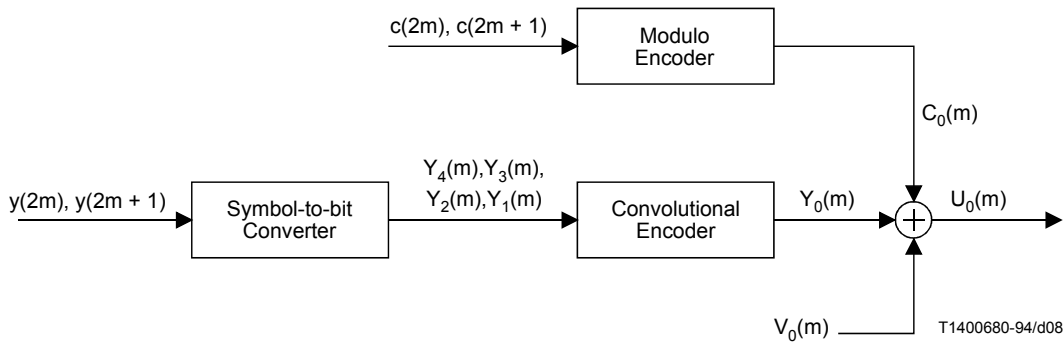 c(2m), c(2m + 1)
Modulo
Encoder
C₀(m)
y(2m), y(2m + 1)
Symbol-to-bit
Converter
Y₄(m),Y₃(m),
Y₂(m),Y₁(m)
Convolutional
Encoder
Y₀(m)
+
U₀(m)
V₀(m)
T1400680-94/d08